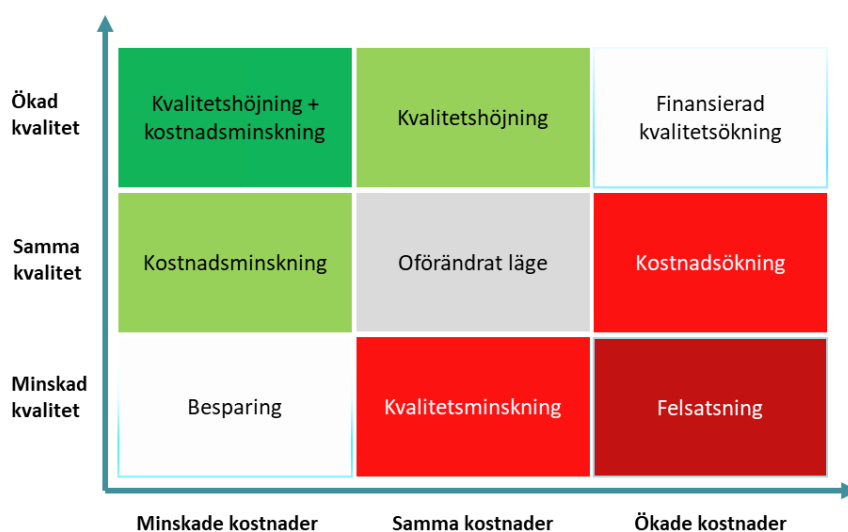 Ökad
kvalitet
Kvalitetshöjning +
kostnadsminskning
Kvalitetshöjning
Finansierad
kvalitetsökning
Samma
kvalitet
Kostnadsminskning
Oförändrat läge
Kostnadsökning
Minskad
kvalitet
Besparing
Kvalitetsminskning
Felsatsning
Minskade kostnader
Samma kostnader
Ökade kostnader